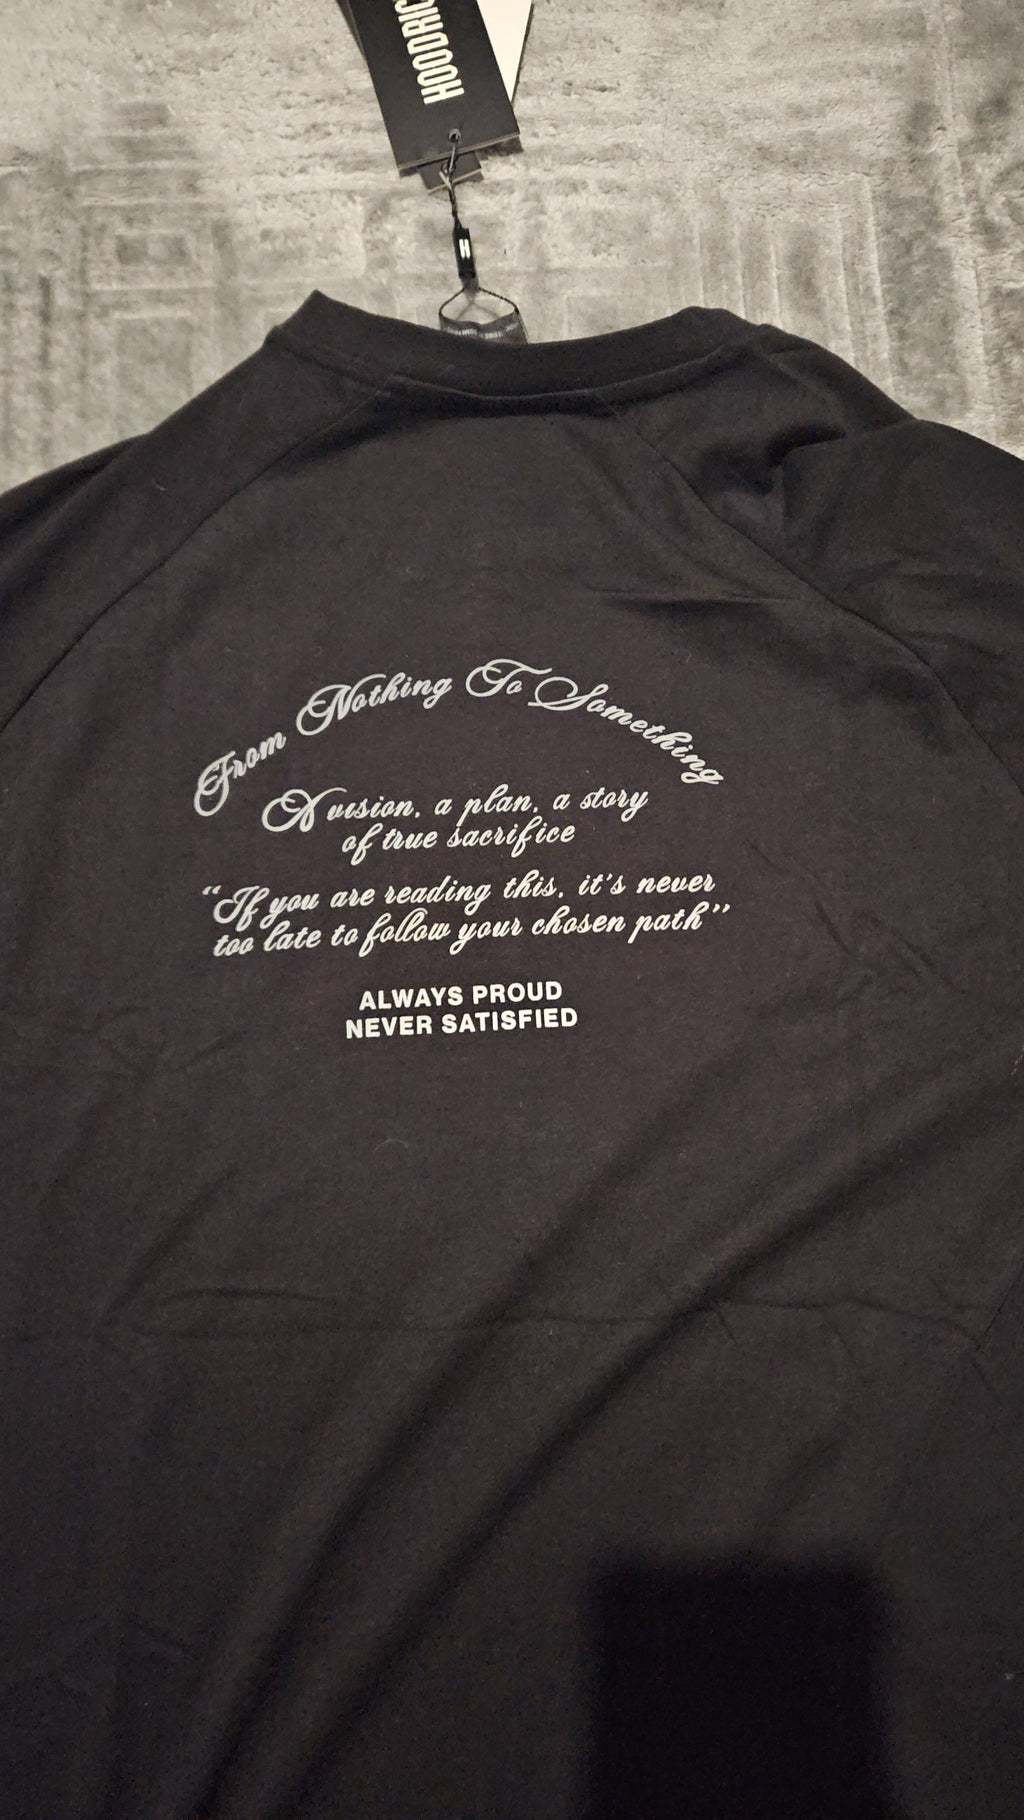 HOODRIC
H
From Nothing To Something
A vision, a plan, a story
of true sacrifice
“If you are reading this, it's never
too late to follow your chosen path”
ALWAYS PROUD
NEVER SATISFIED